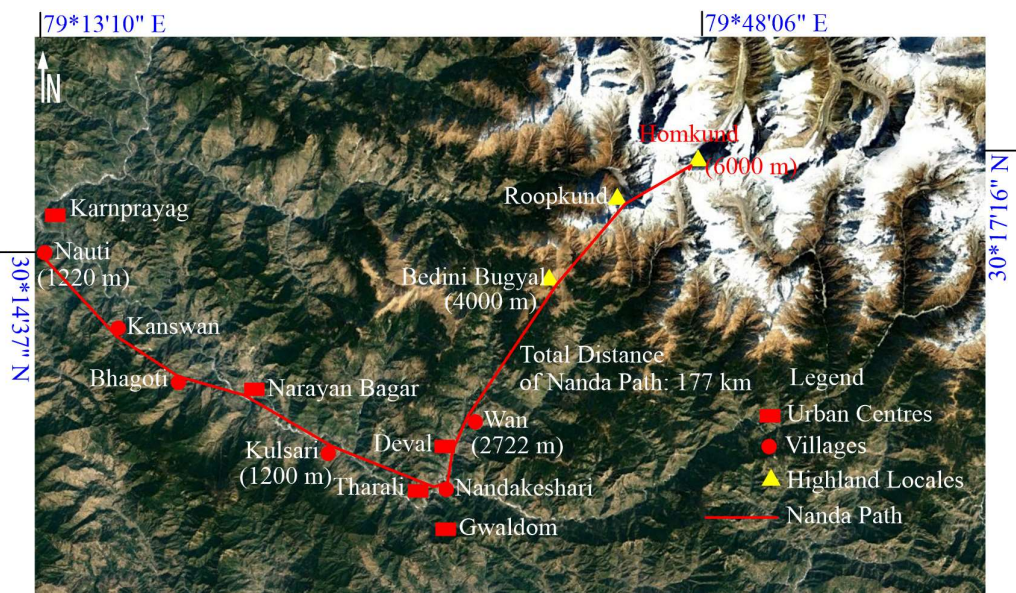 79*13'10" E
79*48'06" E
N
Homkund
(6000 m)
Roopkund
Karnprayag
Nauti
(1220 m)
30*14'37" N
30*17'16" N
Bedini Bugyal
(4000 m)
Kanswan
Total Distance
of Nanda Path: 177 km
Bhagoti
Narayan Bagar
Legend
Urban Centres
Villages
Highland Locales
Nanda Path
Wan
(2722 m)
Deval
Kulsari
(1200 m)
Tharali
Nandakeshari
Gwaldom